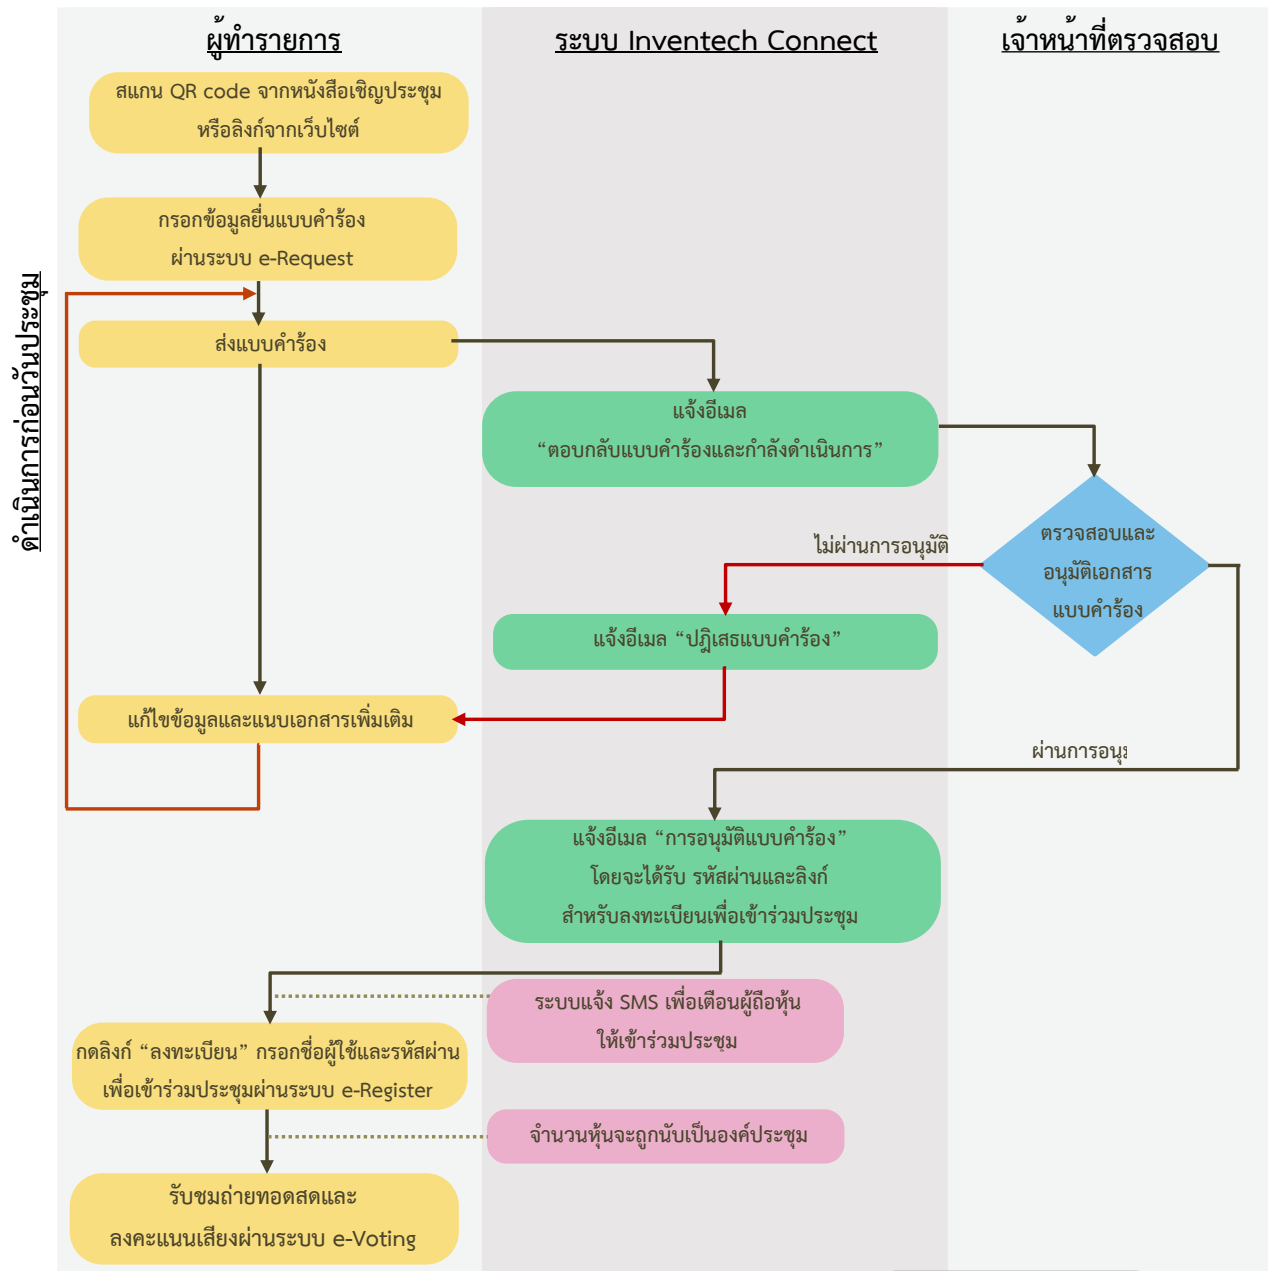 ผู้ทำรายการ
ระบบ Inventech Connect
เจ้าหน้าที่ตรวจสอบ
ดำเนินการก่อนวันประชุม
สแกน QR code จากหนังสือเชิญประชุม
หรือลิงก์จากเว็บไซต์
กรอกข้อมูลยื่นแบบคำร้อง
ผ่านระบบ e-Request
ส่งแบบคำร้อง
แจ้งอีเมล
“ตอบกลับแบบคำร้องและกำลังดำเนินการ”
ตรวจสอบและ
อนุมัติเอกสาร
แบบคำร้อง
ไม่ผ่านการอนุมัติ
แจ้งอีเมล “ปฎิเสธแบบคำร้อง”
แก้ไขข้อมูลและแนบเอกสารเพิ่มเติม
ผ่านการอนุ
แจ้งอีเมล “การอนุมัติแบบคำร้อง”
โดยจะได้รับ รหัสผ่านและลิงก์
สำหรับลงทะเบียนเพื่อเข้าร่วมประชุม
ระบบแจ้ง SMS เพื่อเตือนผู้ถือหุ้น
ให้เข้าร่วมประชุม
กดลิงก์ “ลงทะเบียน” กรอกชื่อผู้ใช้และรหัสผ่าน
เพื่อเข้าร่วมประชุมผ่านระบบ e-Register
จำนวนหุ้นจะถูกนับเป็นองค์ประชุม
รับชมถ่ายทอดสดและ
ลงคะแนนเสียงผ่านระบบ e-Voting